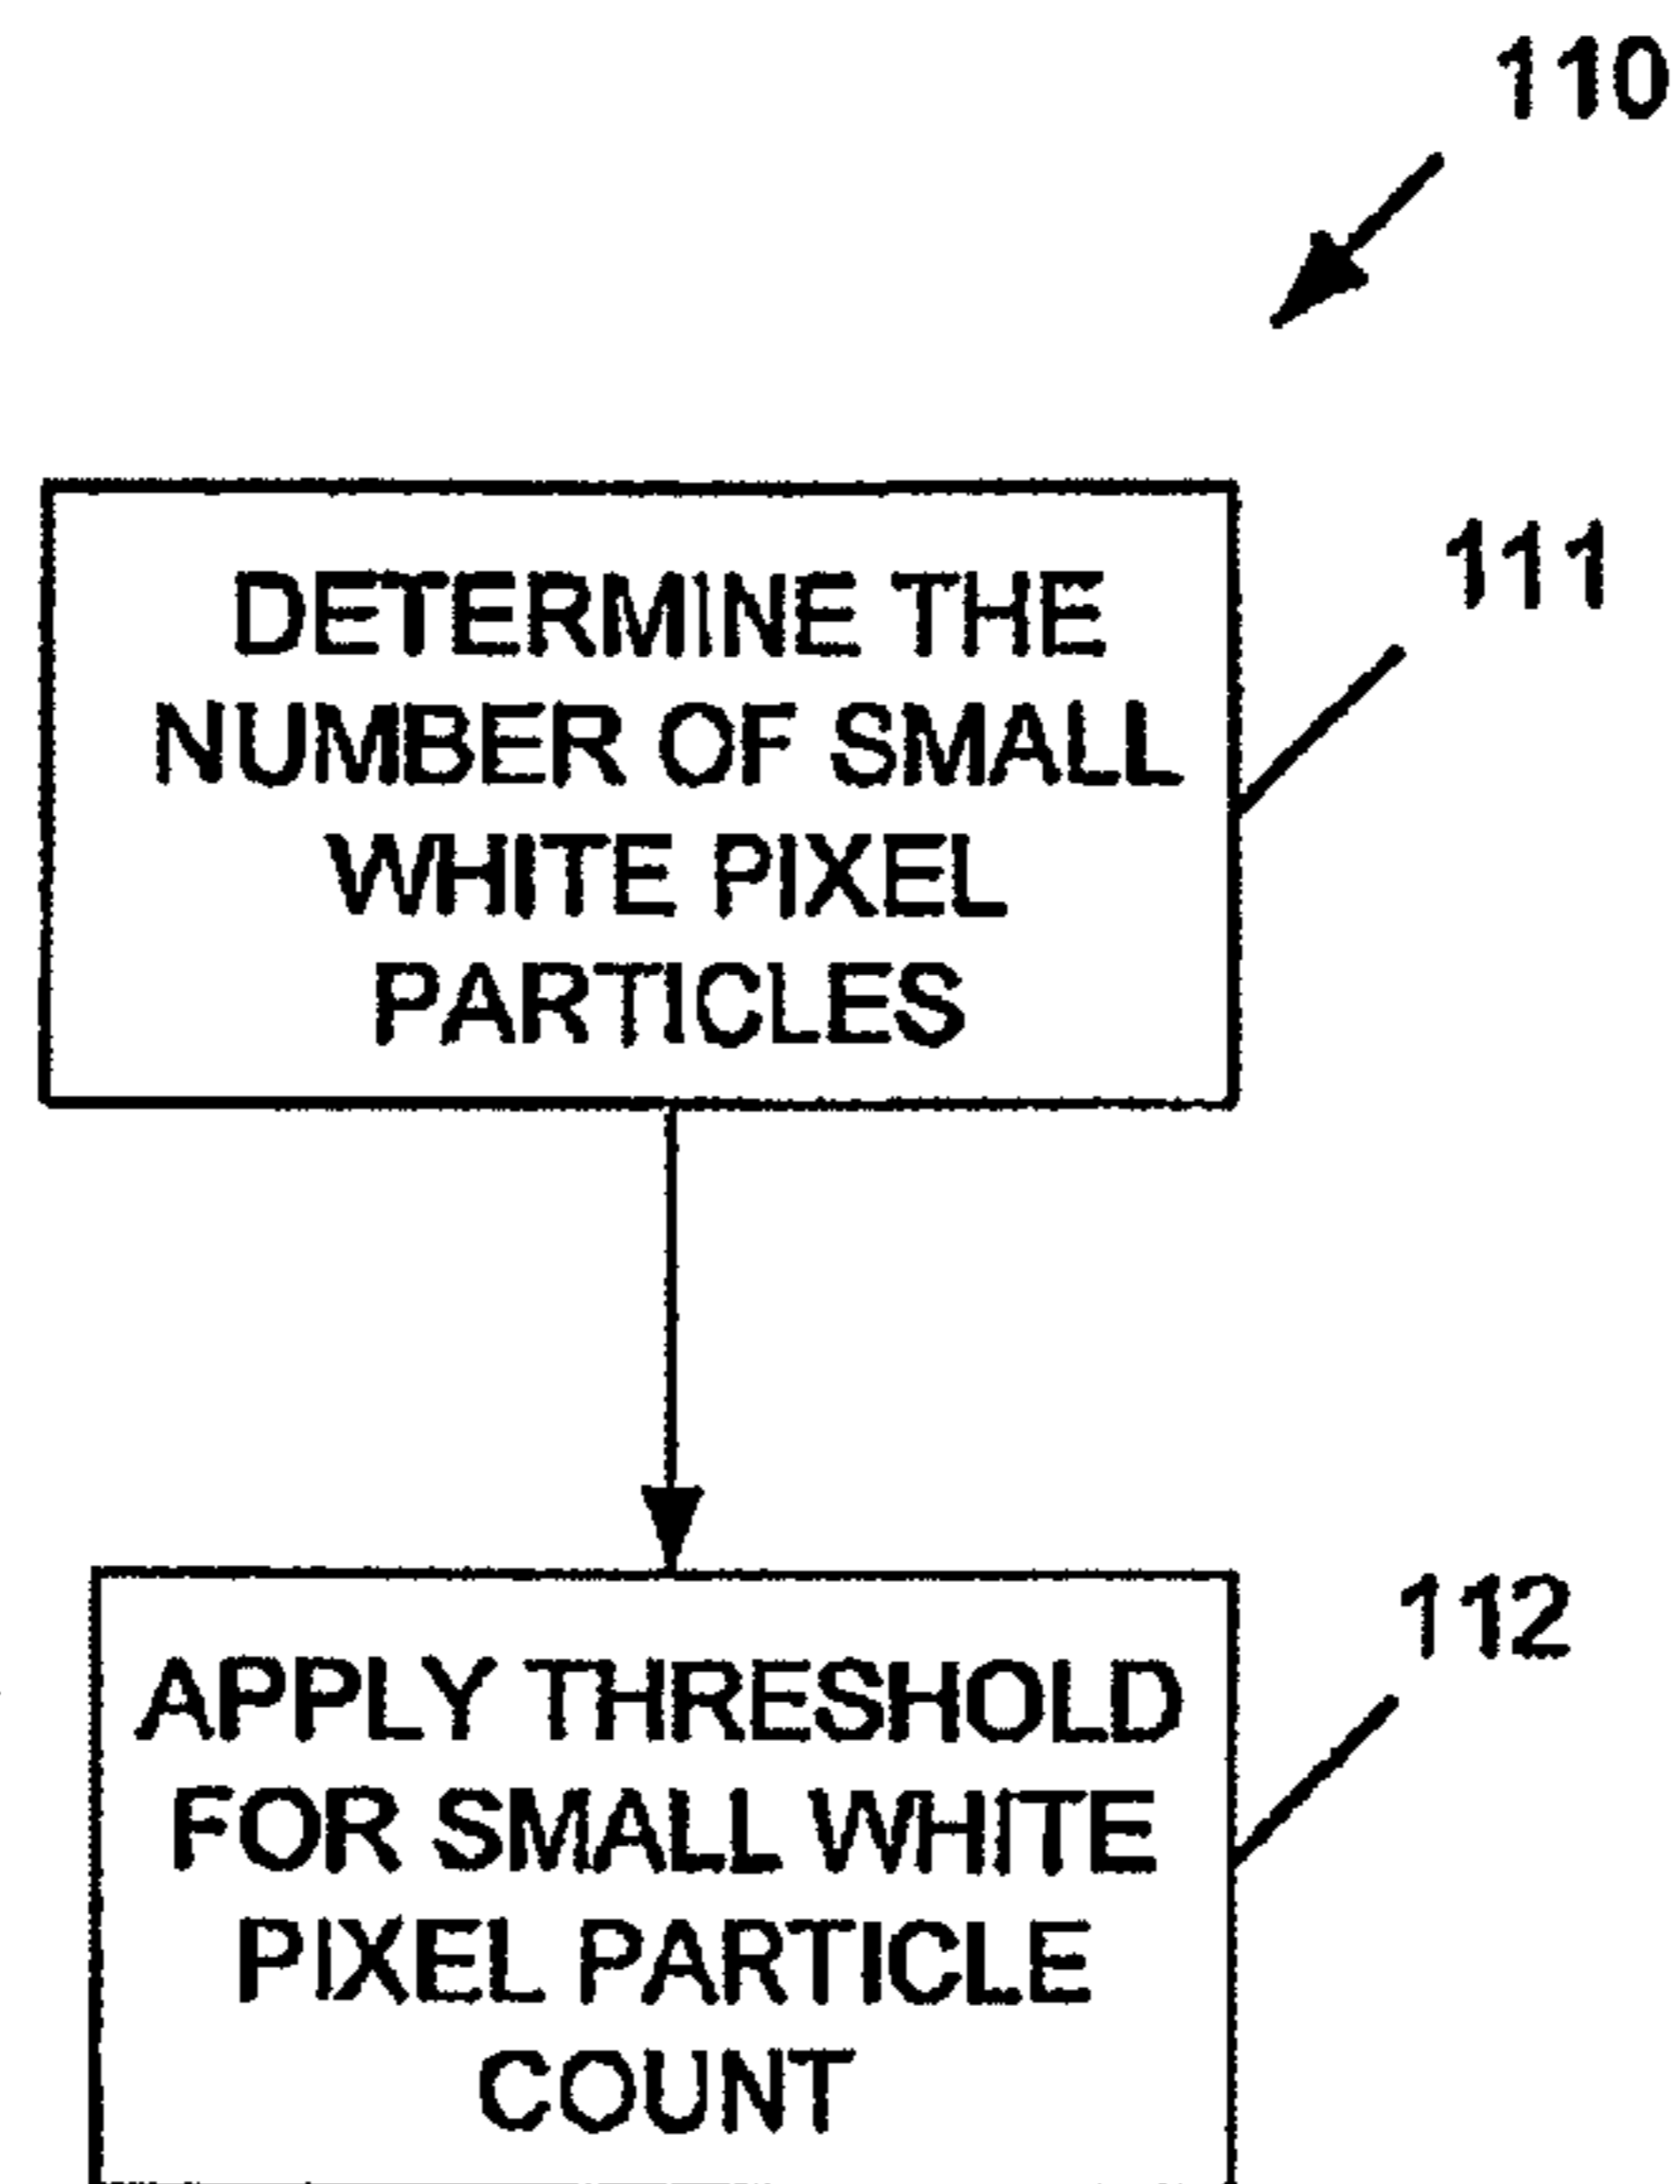 110
111
DETERMINE THE
NUMBER OF SMALL
WHITE PIXEL
PARTICLES
112
APPLY THRESHOLD
FOR SMALL WHITE
PIXEL PARTICLE
COUNT